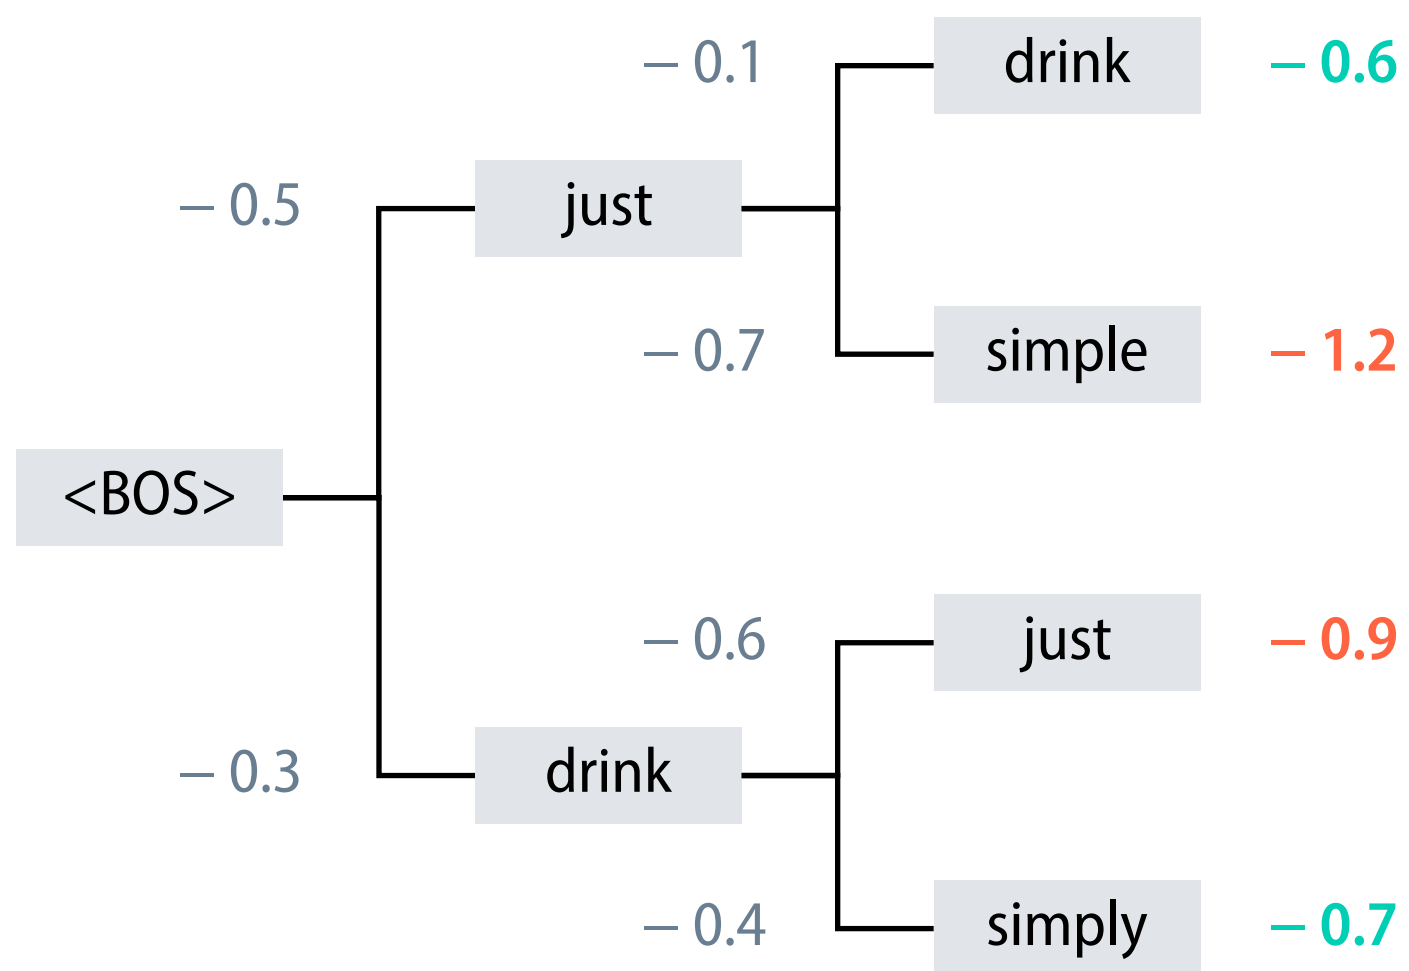 – 0.1 drink – 0.6
– 0.5 just
– 0.7 simple – 1.2
<BOS>
– 0.6 just – 0.9
– 0.3 drink
– 0.4 simply – 0.7